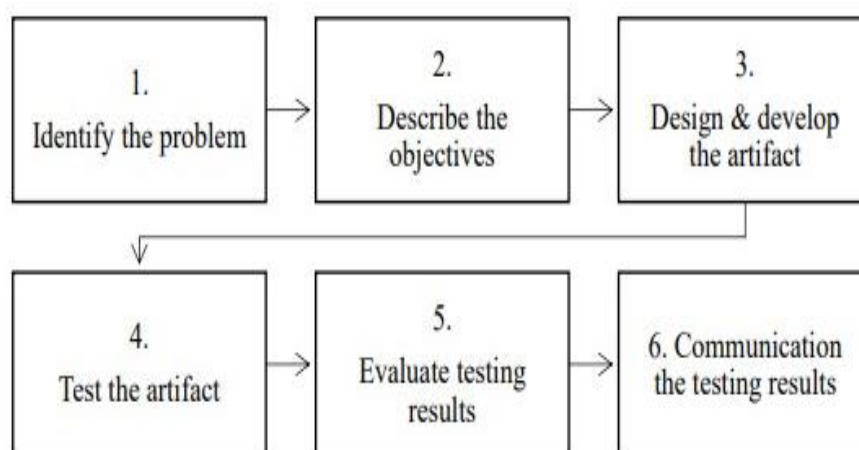 1.
Identify the problem
2.
Describe the
objectives
3.
Design & develop
the artifact
4.
Test the artifact
5.
Evaluate testing
results
6. Communication
the testing results